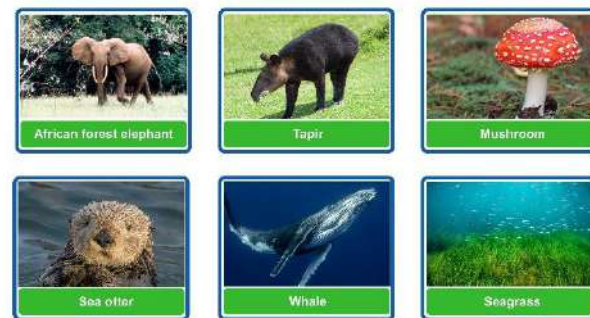 African forest elephant
Tapir
Mushroom
Sea otter
Whale
Seagrass